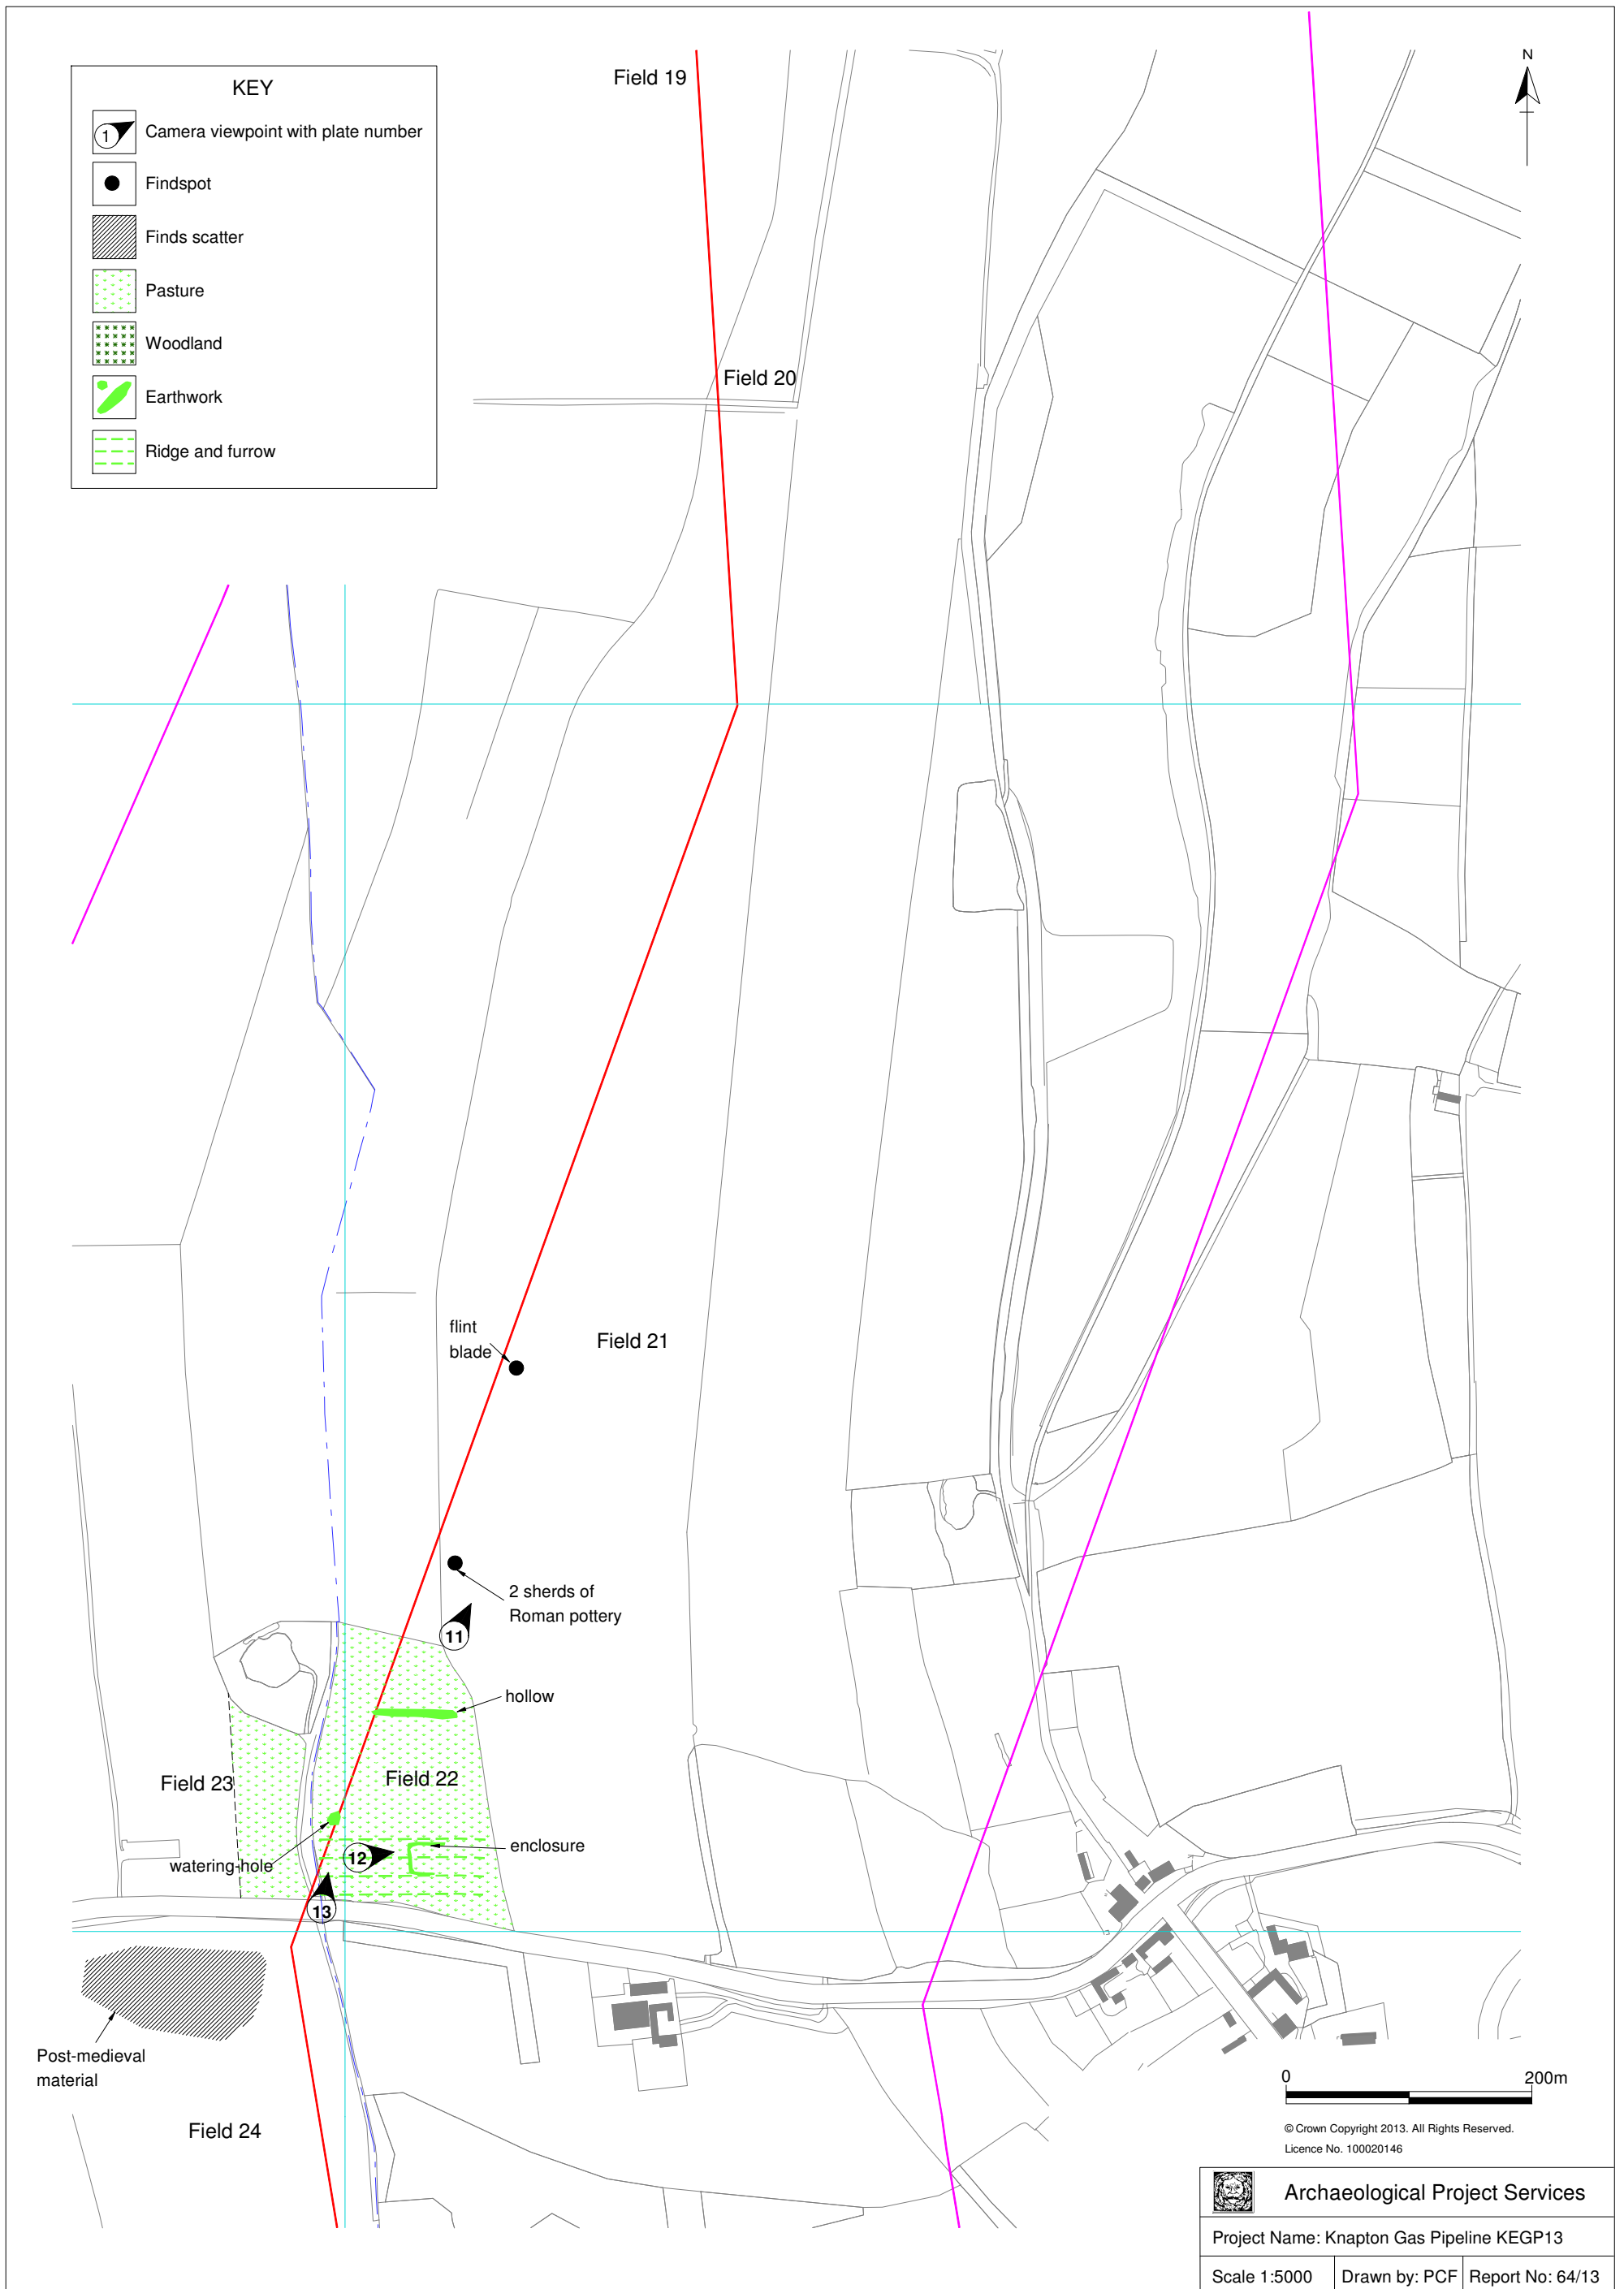 KEY
1
Camera viewpoint with plate number
Findspot
Finds scatter
Pasture
Woodland
Earthwork
Ridge and furrow
Field 19
N
Field 20
flint
blade
Field 21
2 sherds of
Roman pottery
11
hollow
Field 23
Field 22
watering-hole
12
enclosure
13
Post-medieval
material
Field 24
0 200m
© Crown Copyright 2013. All Rights Reserved.
Licence No. 100020146
Archaeological Project Services
Project Name: Knapton Gas Pipeline KEGP13
Scale 1:5000 Drawn by: PCF Report No: 64/13